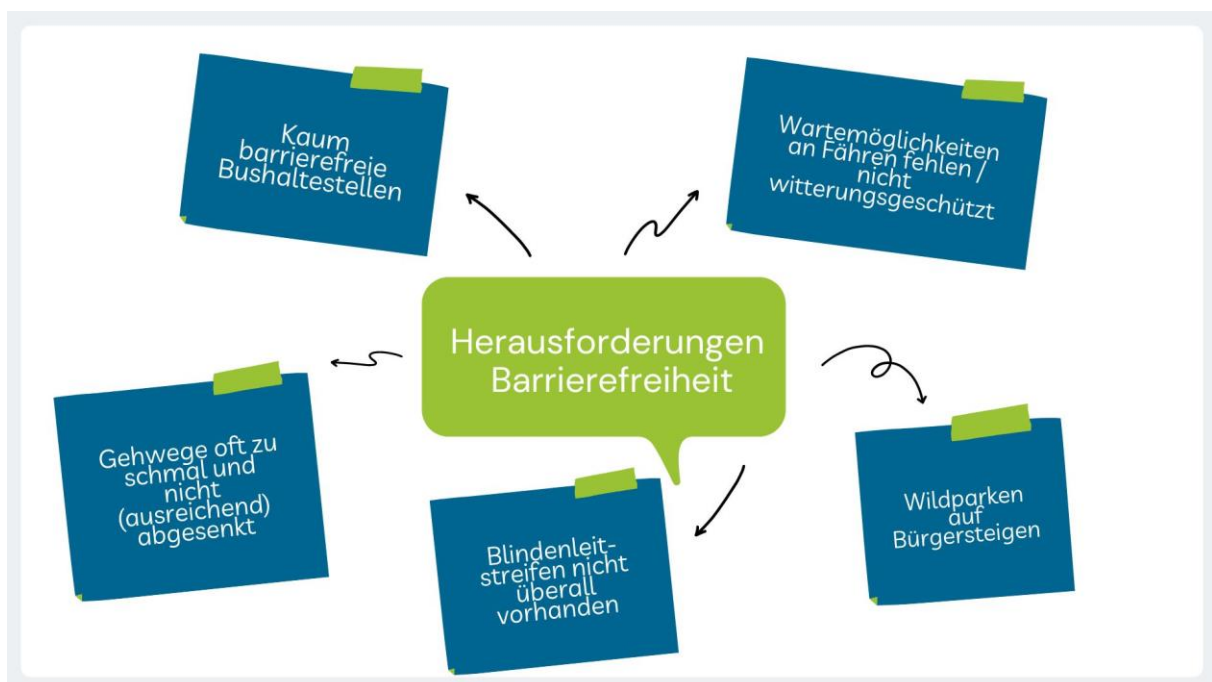 Kaum
barrierefreie
Bushaltestellen
Wartemöglichkeiten
an Fähren fehlen /
nicht
witterungsgeschützt
Herausforderungen
Barrierefreiheit
Gehwege oft zu
schmal und
nicht
(ausreichend)
abgesenkt
Blindenleit-
streifen nicht
überall
vorhanden
Wildparken
auf
Bürgersteigen